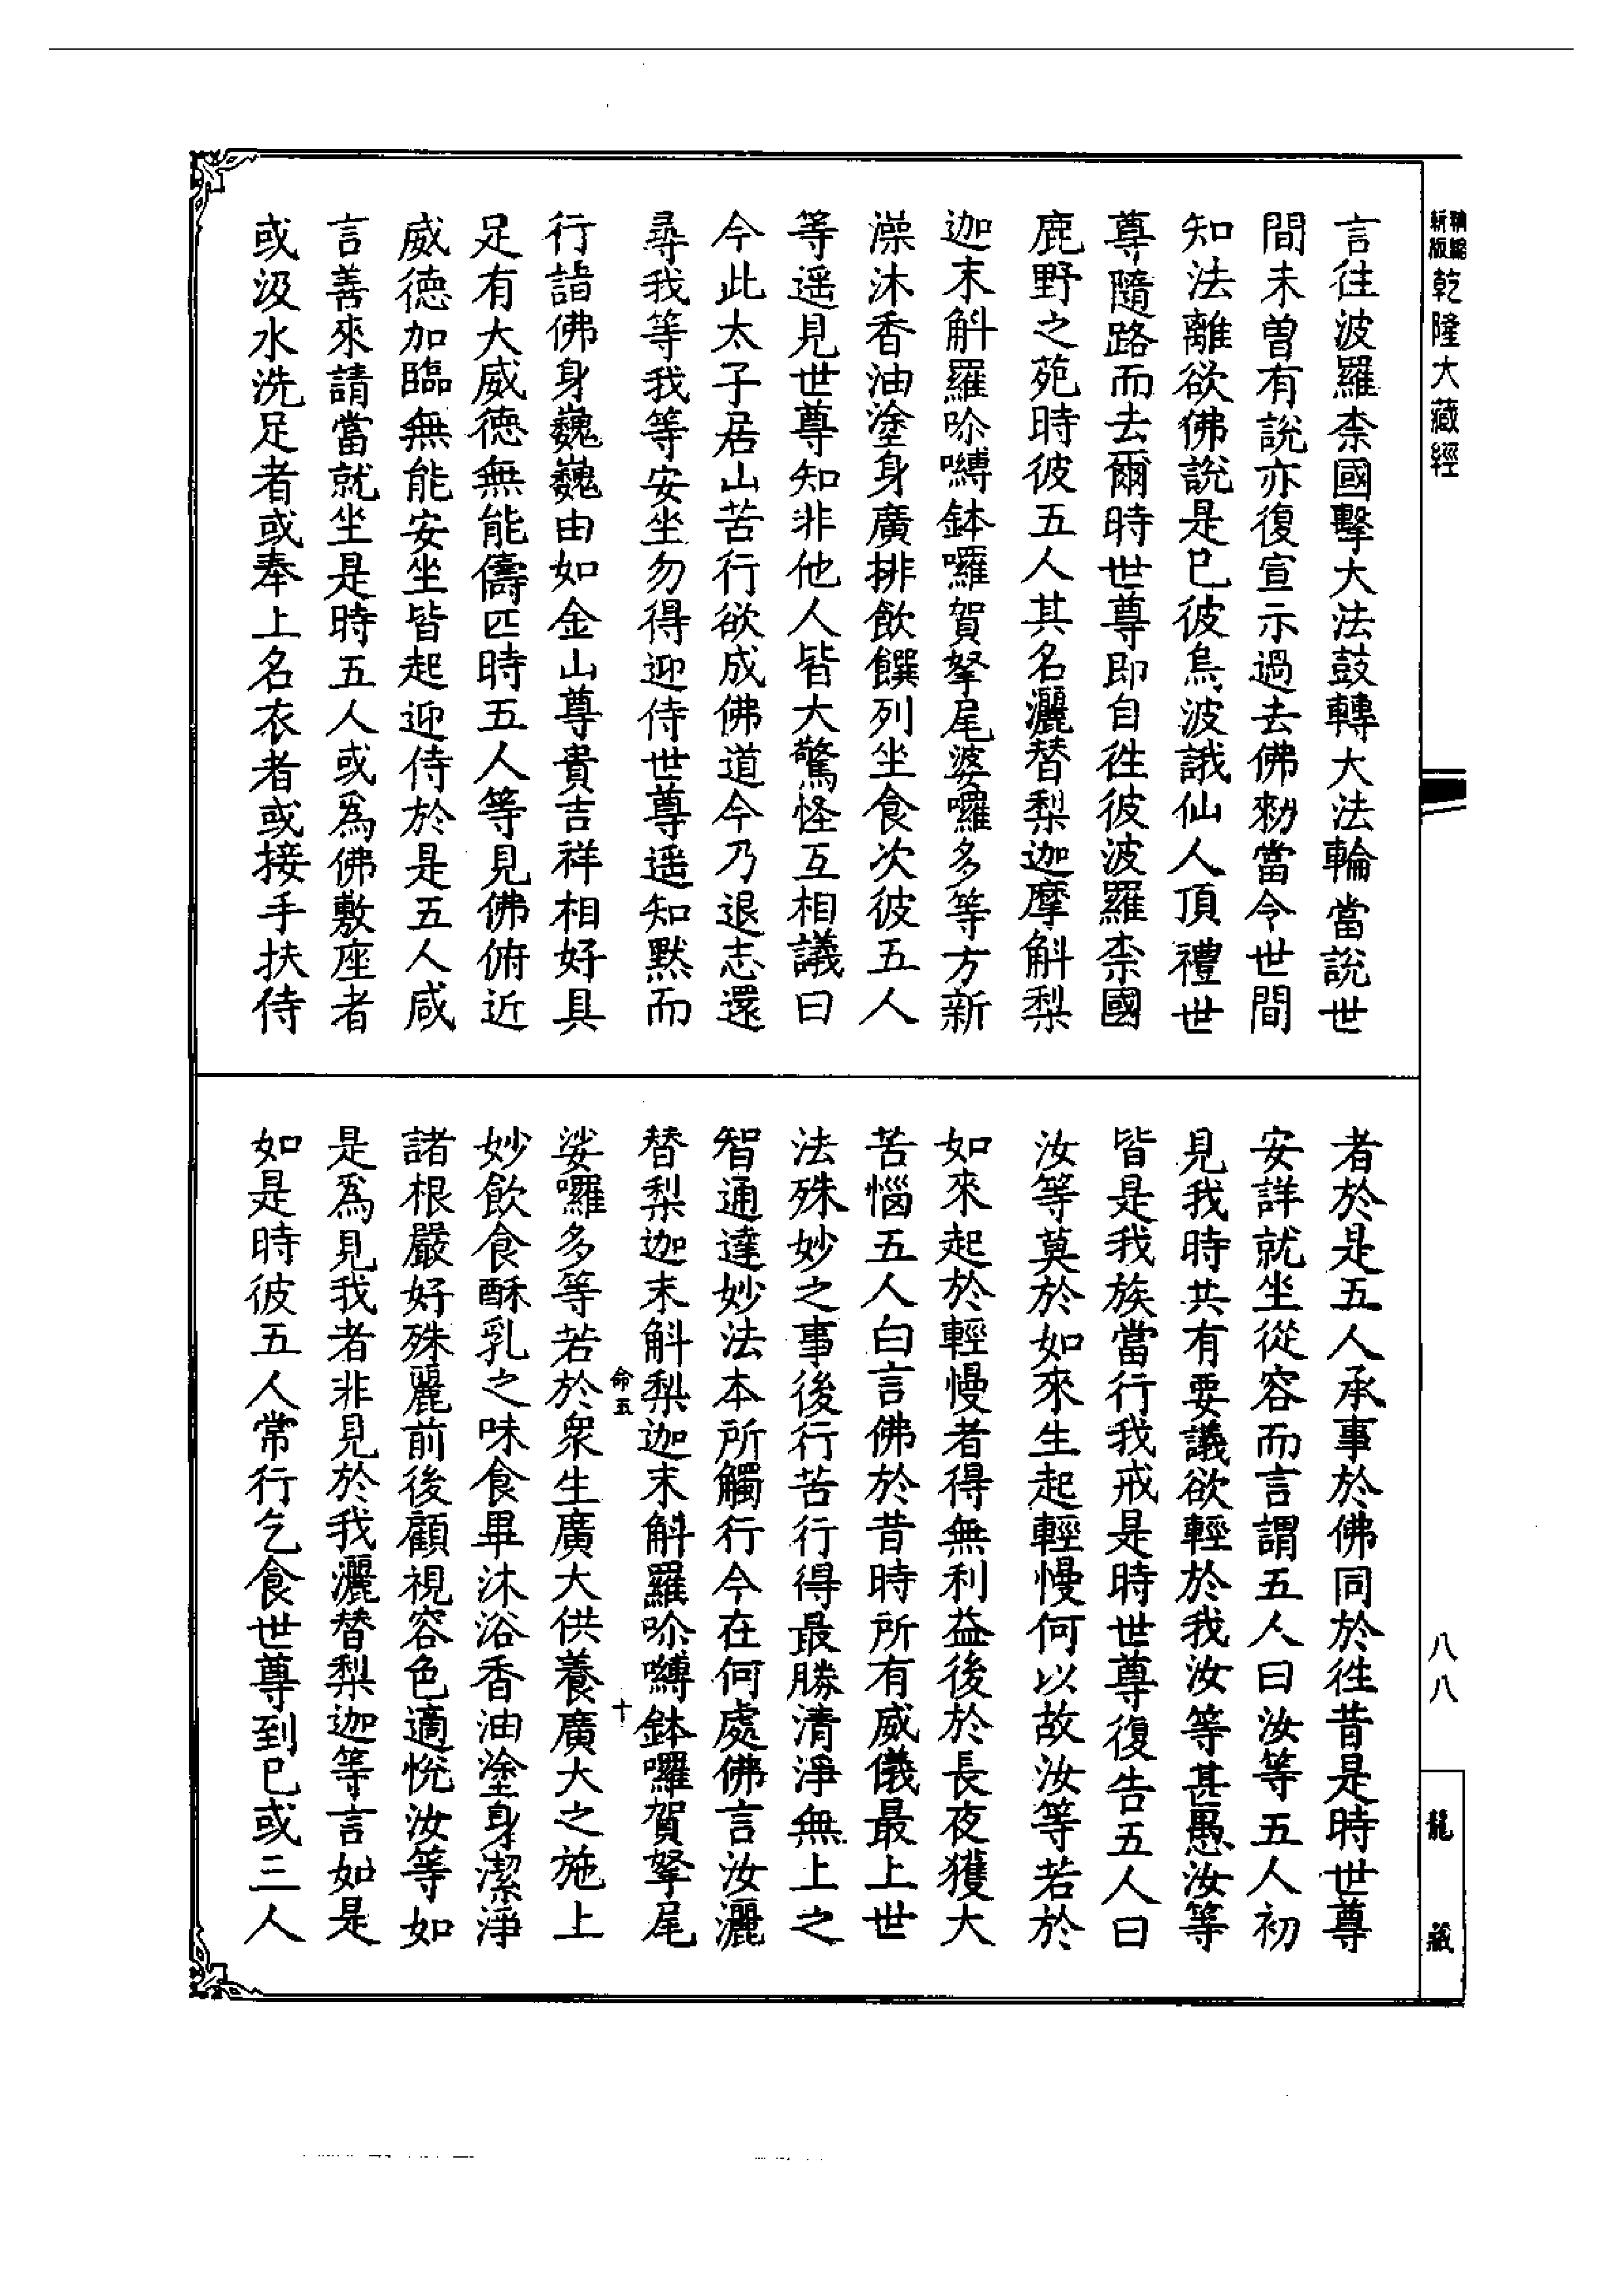 精縮
新版
乾隆大藏經
八八
龍藏
言往波羅柰國擊大法鼓轉大法輪當說世
間未曽有說亦復宣示過去佛勑當令世間
知法離欲佛說是已彼烏波誐仙人頂禮世
尊隨路而去爾時世尊即自往彼波羅柰國
鹿野之苑時彼五人其名灑替梨迦摩斛梨
迦末斛羅吤嚩鉢囉賀拏尾娑囉多等方新
澡沐香油塗身廣排飲饌列坐食次彼五人
等遥見世尊知非他人皆大驚怪互相議曰
今此太子居山苦行欲成佛道今乃退志還
尋我等我等安坐勿得迎侍世尊遥知黙而
行詣佛身巍巍由如金山尊貴吉祥相好具
足有大威德無能儔匹時五人等見佛俯近
威德加臨無能安坐皆起迎侍於是五人咸
言善來請當就坐是時五人或為佛敷座者
或汲水洗足者或奉上名衣者或接手扶侍
者於是五人承事於佛同於往昔是時世尊
安詳就坐從容而言謂五人曰汝等五人初
見我時共有要議欲輕於我汝等甚愚汝等
皆是我族當行我戒是時世尊復告五人曰
汝等莫於如來生起輕慢何以故汝等若於
如來起於輕慢者得無利益後於長夜獲大
苦惱五人白言佛於昔時所有威儀最上世
法殊妙之事後行苦行得最勝清淨無上之
智通達妙法本所觸行今在何處佛言汝灑
替梨迦末斛梨迦末斛羅吤嚩鉢囉賀拏尾
命五
十
娑囉多等若於衆生廣大供養廣大之施上
妙飲食酥乳之味食畢沐浴香油塗身潔淨
諸根嚴好殊麗前後顧視容色適悅汝等如
是為見我者非見於我灑替梨迦等言如是
如是時彼五人常行乞食世尊到已或三人